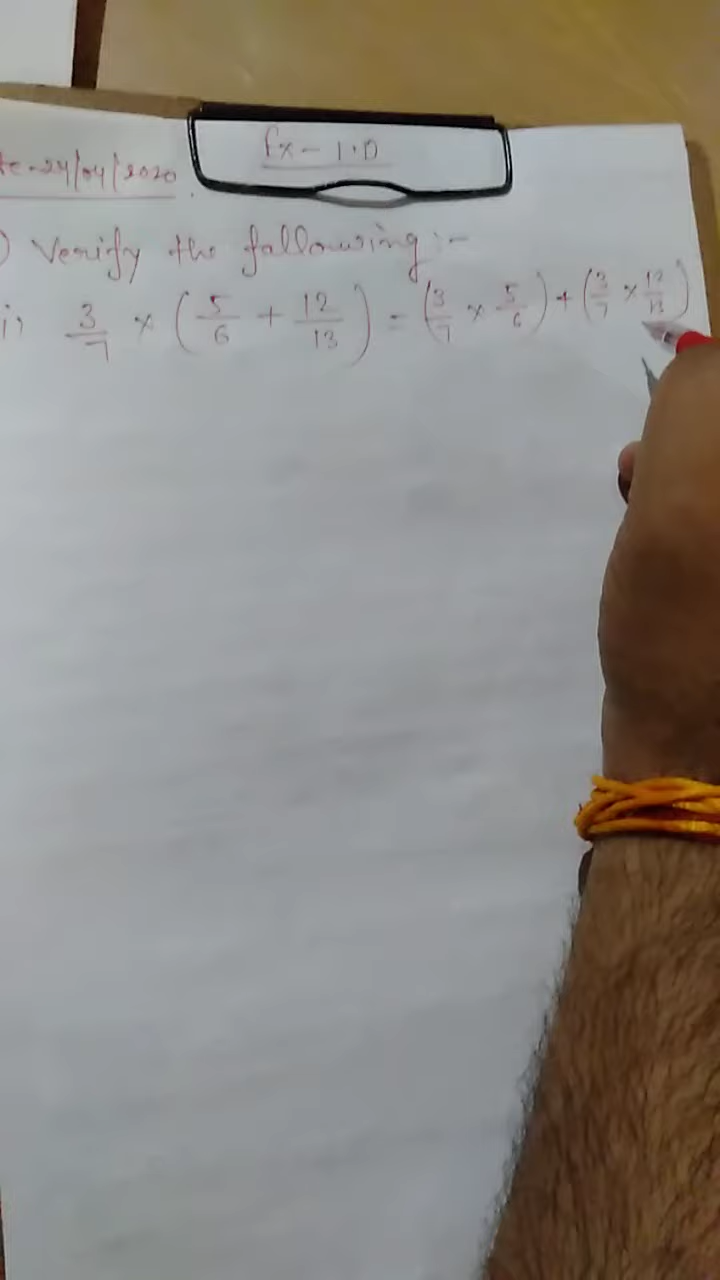 Ex - 1.D
te-24/04/2020
) Verify the following:-
i) 3/7 × (5/6 + 12/13) = (3/7 × 5/6) + (3/7 × 12/13)